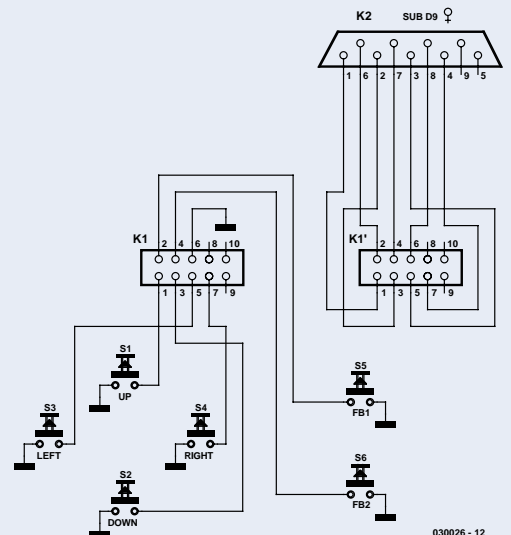 K2 SUB D9 ♀
1 6 2 7 3 8 4 9 5
K1
2 4 6 8 10
1 3 5 7 9
K1'
2 4 6 8 10
1 3 5 7 9
S1
UP
S3
LEFT
S4
RIGHT
S2
DOWN
S5
FB1
S6
FB2
030026 - 12